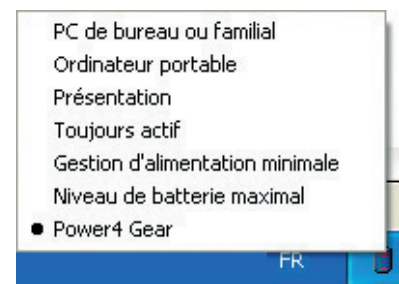 PC de bureau ou familial
Ordinateur portable
Présentation
Toujours actif
Gestion d'alimentation minimale
Niveau de batterie maximal
Power4 Gear
FR